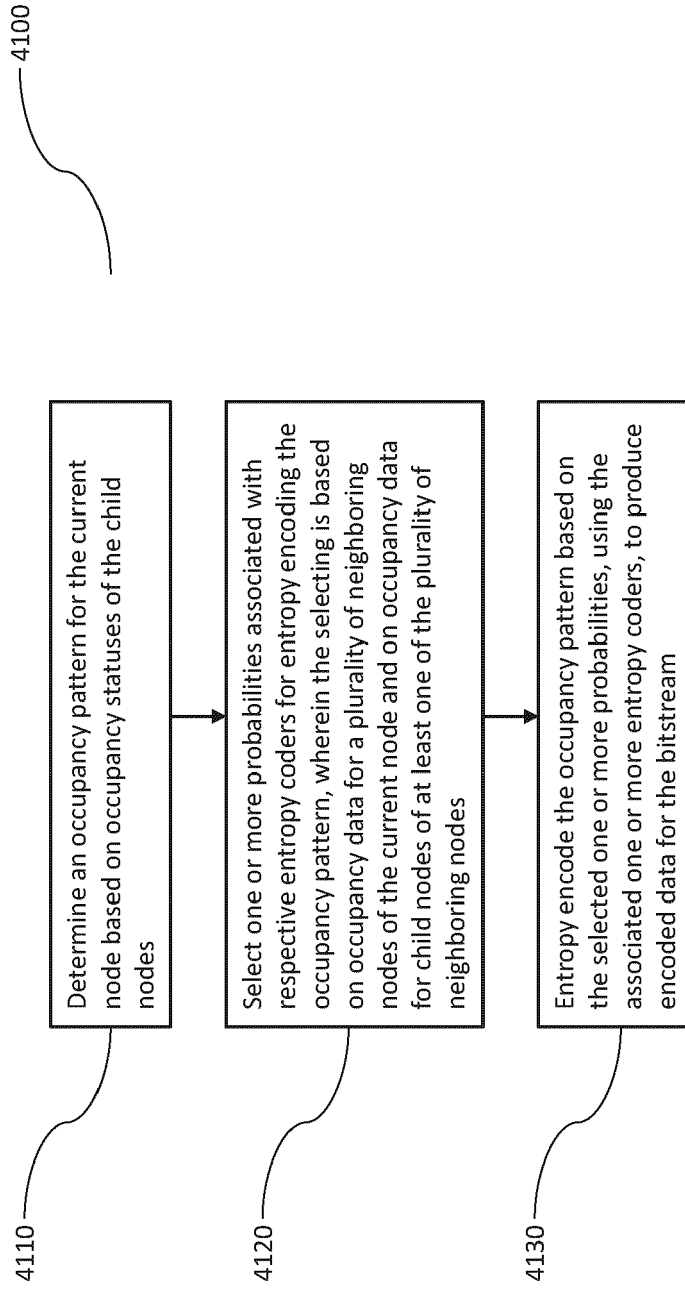 4100
4110
Determine an occupancy pattern for the current
node based on occupancy statuses of the child
nodes
4120
Select one or more probabilities associated with
respective entropy coders for entropy encoding the
occupancy pattern, wherein the selecting is based
on occupancy data for a plurality of neighboring
nodes of the current node and on occupancy data
for child nodes of at least one of the plurality of
neighboring nodes
4130
Entropy encode the occupancy pattern based on
the selected one or more probabilities, using the
associated one or more entropy coders, to produce
encoded data for the bitstream